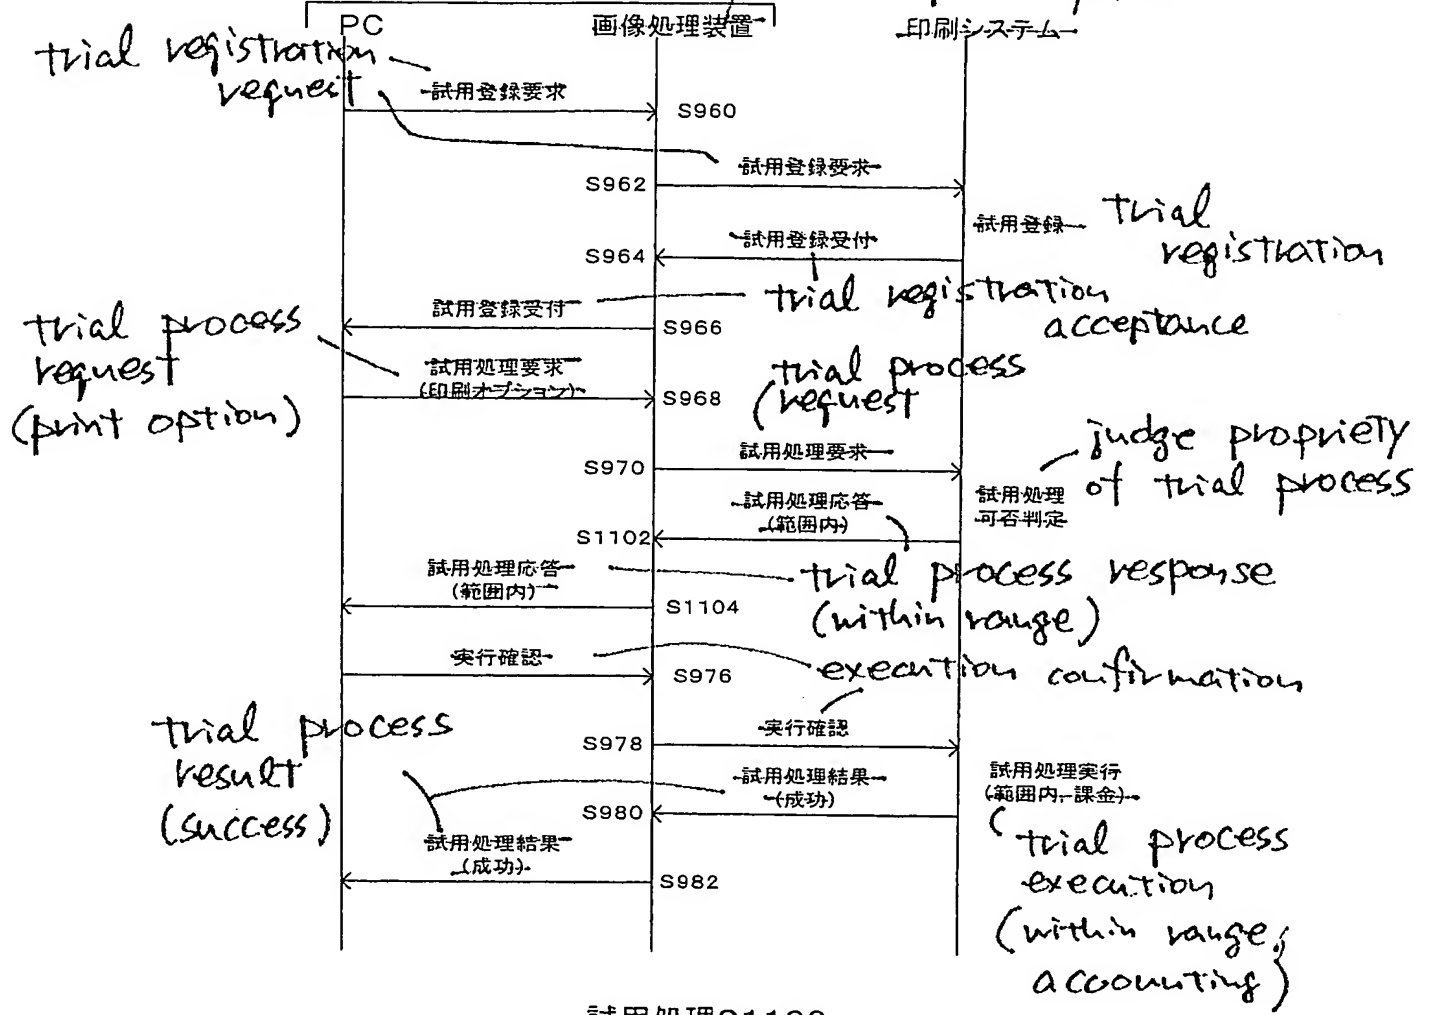 PC
画像処理装置
印刷システム
trial registration
request
試用登録要求
S960
試用登録要求
S962
試用登録
trial
registration
試用登録受付
S964
trial registration
acceptance
試用登録受付
S966
trial process
request
(print option)
試用処理要求
(印刷オプション)
S968
trial process
request
試用処理要求
S970
judge propriety
of trial process
試用処理
可否判定
試用処理応答
(範囲内)
S1102
試用処理応答
(範囲内)
S1104
trial process response
(within range)
実行確認
S976
execution confirmation
実行確認
S978
trial process
result
(success)
試用処理結果
(成功)
S980
試用処理実行
(範囲内,課金)
trial process
execution
(within range,
accounting)
試用処理結果
(成功)
S982